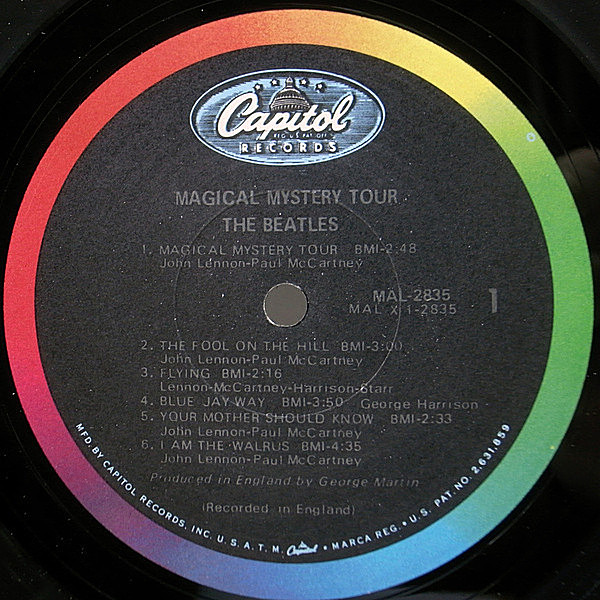 Capitol
REG. U.S. PAT. OFF.
RECORDS
MAGICAL MYSTERY TOUR
THE BEATLES
1. MAGICAL MYSTERY TOUR BMI-2:48
John Lennon-Paul McCartney
MAL-2835 1
MAL X 1-2835
2. THE FOOL ON THE HILL BMI-3:00
John Lennon-Paul McCartney
3. FLYING BMI-2:16
Lennon-McCartney-Harrison-Starr
4. BLUE JAY WAY BMI-3:50 George Harrison
5. YOUR MOTHER SHOULD KNOW BMI-2:33
John Lennon-Paul McCartney
6. I AM THE WALRUS BMI-4:35
John Lennon-Paul McCartney
Produced in England by George Martin
(Recorded in England)
MFD. BY CAPITOL RECORDS, INC. U.S.A. T.M. Capitol • MARCA REG. • U.S. PAT. NO. 2,631,859